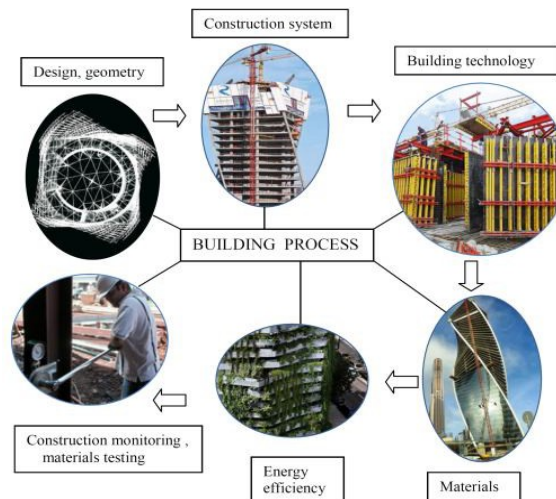 Construction system
Design, geometry
Building technology
BUILDING PROCESS
Construction monitoring ,
materials testing
Energy
efficiency
Materials